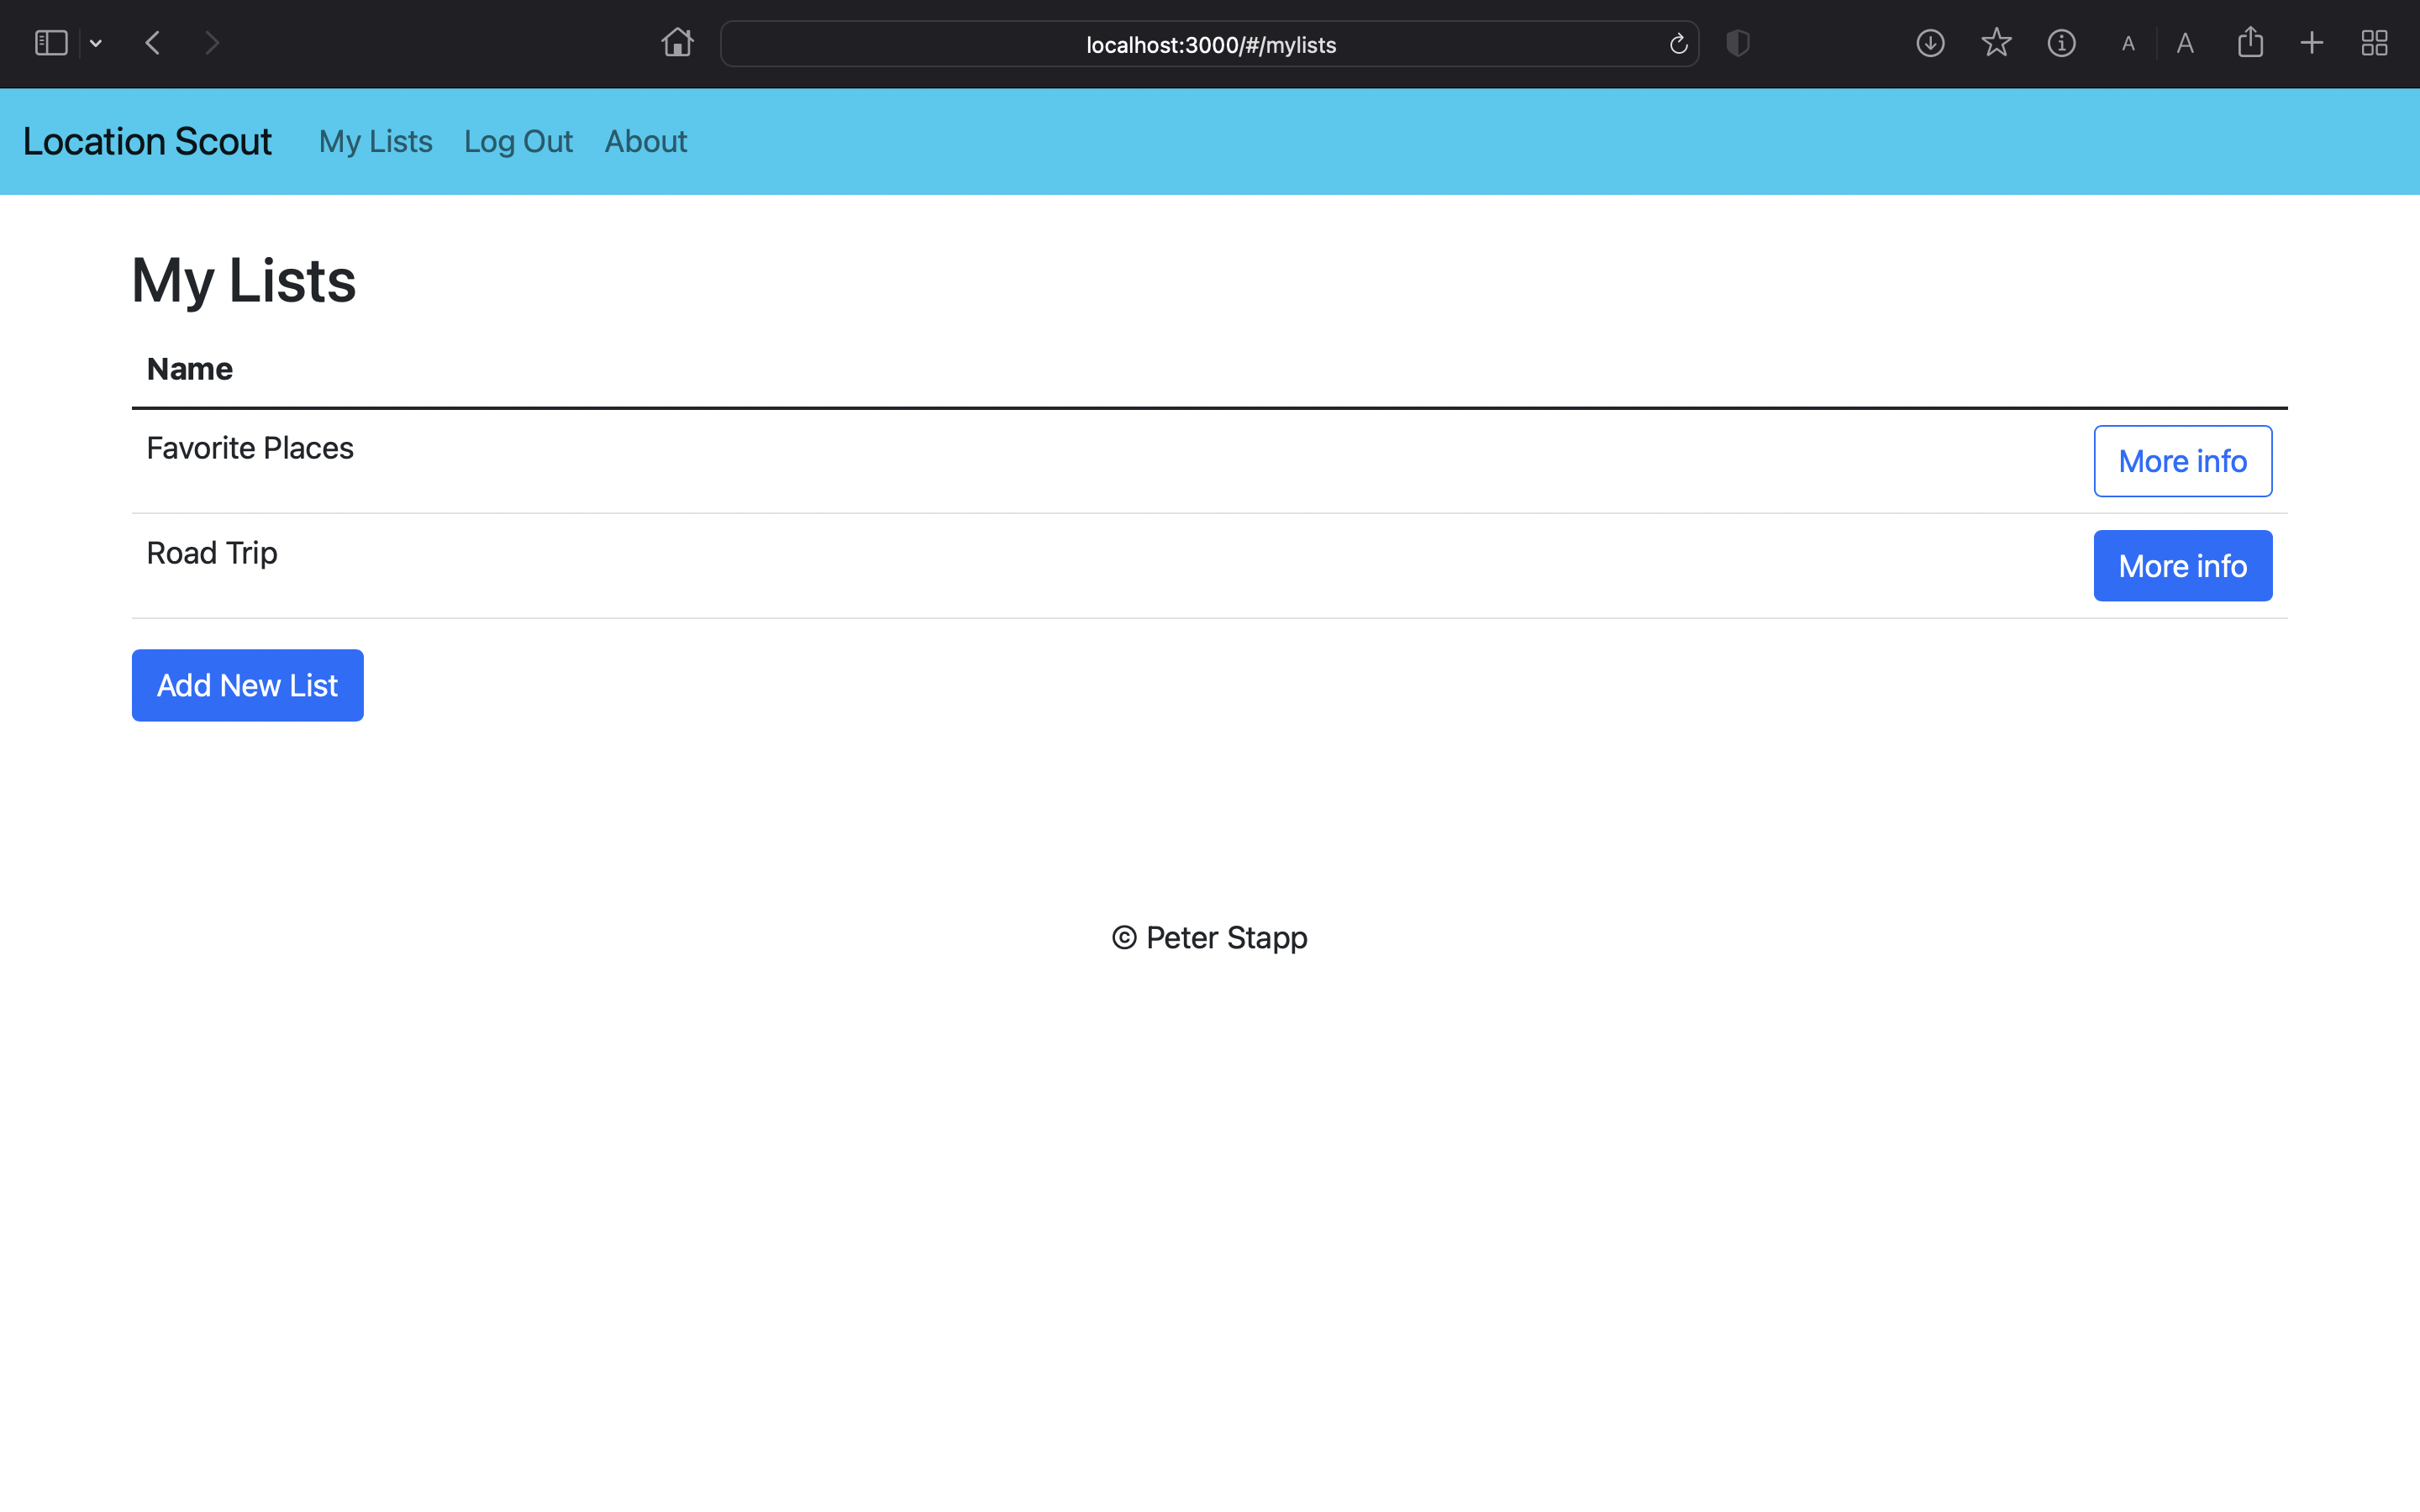 localhost:3000/#/mylists
A A
Location Scout My Lists Log Out About
My Lists
Name
Favorite Places More info
Road Trip More info
Add New List
© Peter Stapp